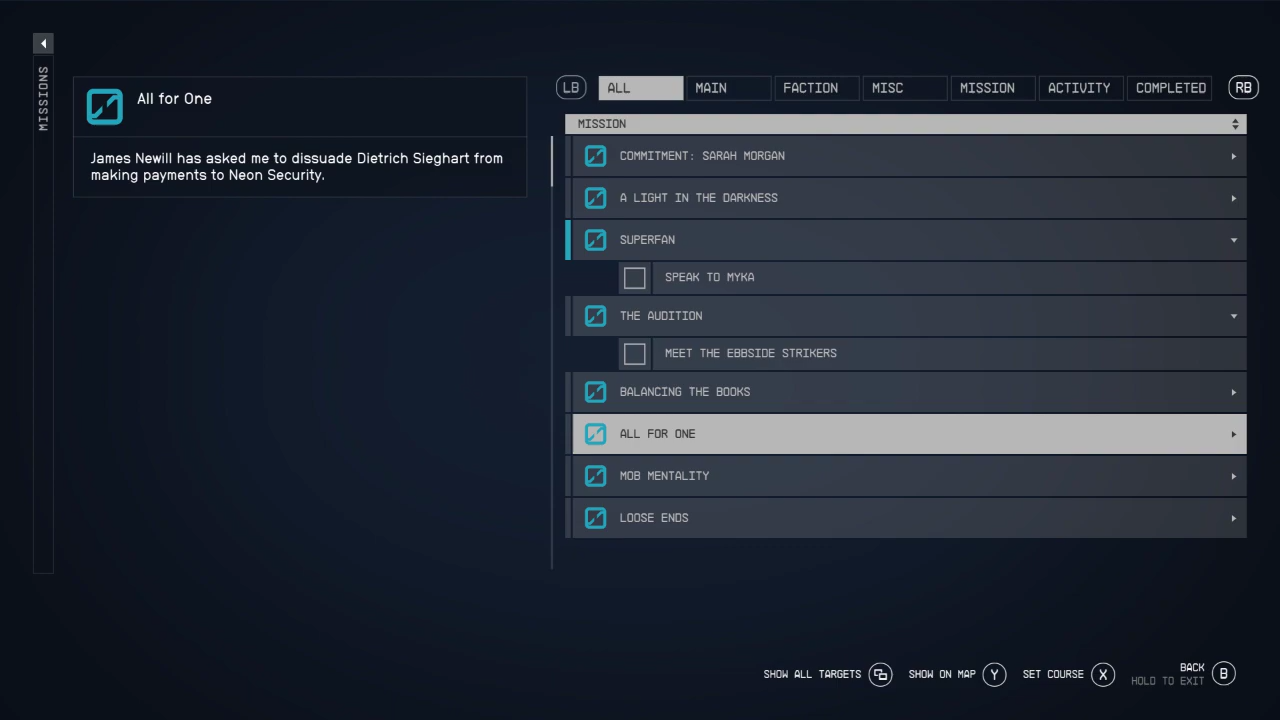 MISSIONS
All for One
James Newill has asked me to dissuade Dietrich Sieghart from
making payments to Neon Security.
LB ALL MAIN FACTION MISC MISSION ACTIVITY COMPLETED RB
MISSION
COMMITMENT: SARAH MORGAN
A LIGHT IN THE DARKNESS
SUPERFAN
SPEAK TO MYKA
THE AUDITION
MEET THE EBBSIDE STRIKERS
BALANCING THE BOOKS
ALL FOR ONE
MOB MENTALITY
LOOSE ENDS
SHOW ALL TARGETS SHOW ON MAP Y SET COURSE X BACK B
HOLD TO EXIT